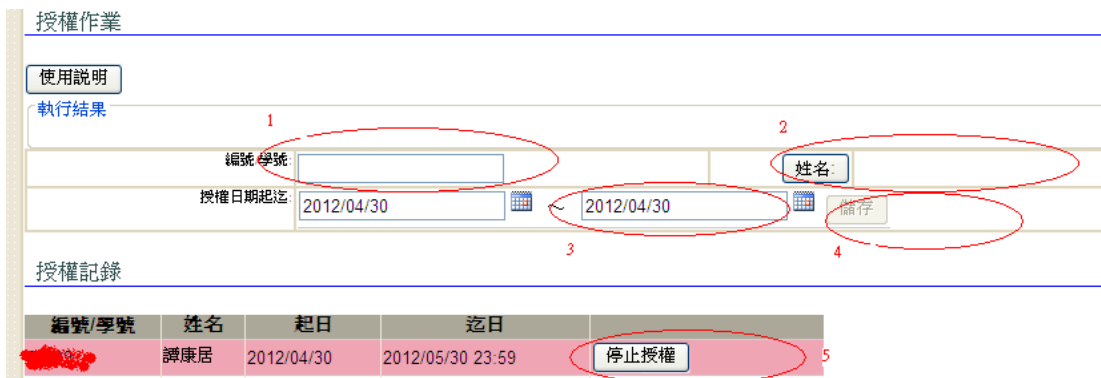 授權作業
使用說明
執行結果
1
2
編號/學號:
姓名:
授權日期起迄: 2012/04/30 ~ 2012/04/30 儲存
3
4
授權記錄
編號/學號 姓名 起日 迄日
譚康居 2012/04/30 2012/05/30 23:59 停止授權 5